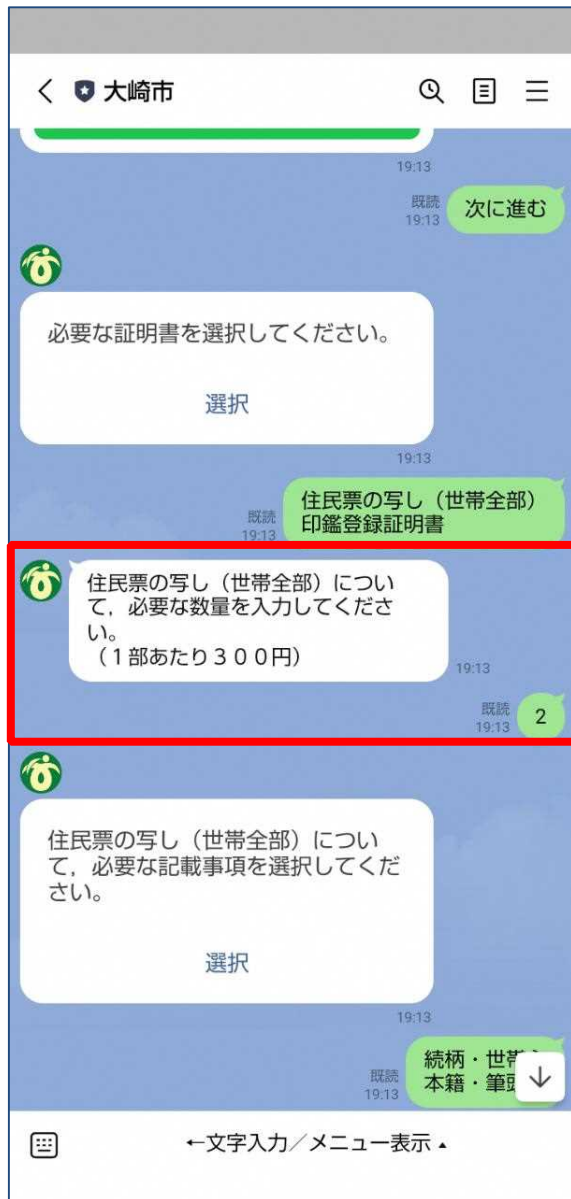 大崎市
19:13
既読
19:13
次に進む
必要な証明書を選択してください。
選択
19:13
既読
19:13
住民票の写し（世帯全部）
印鑑登録証明書
住民票の写し（世帯全部）につい
て，必要な数量を入力してくださ
い。
（１部あたり３００円）
19:13
既読
19:13
2
住民票の写し（世帯全部）につい
て，必要な記載事項を選択してくだ
さい。
選択
19:13
既読
19:13
続柄・世帯
本籍・筆
←文字入力／メニュー表示▲